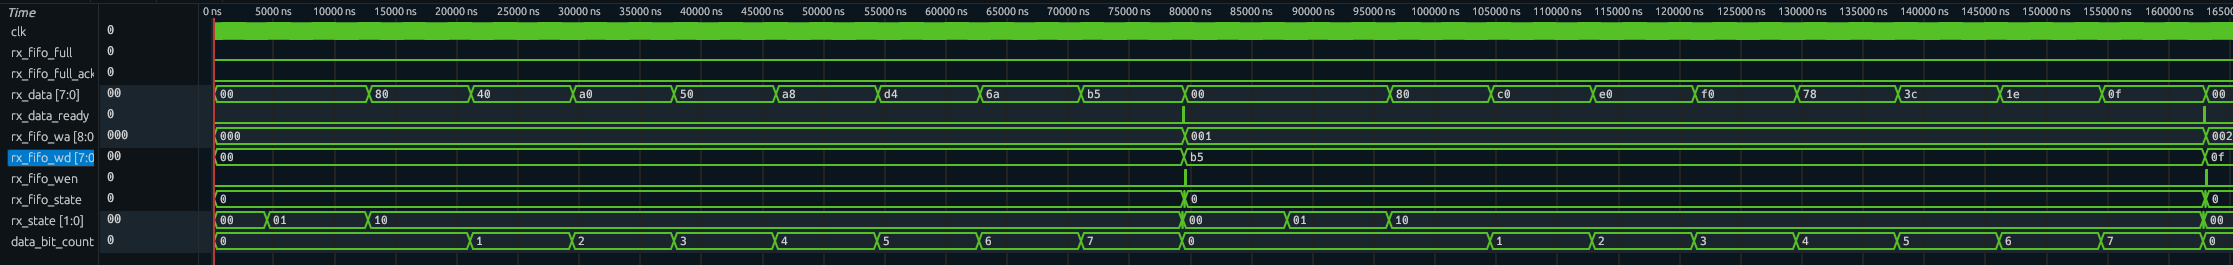 Time 0 ns 5000 ns 10000 ns 15000 ns 20000 ns 25000 ns 30000 ns 35000 ns 40000 ns 45000 ns 50000 ns 55000 ns 60000 ns 65000 ns 70000 ns 75000 ns 80000 ns 85000 ns 90000 ns 95000 ns 100000 ns 105000 ns 110000 ns 115000 ns 120000 ns 125000 ns 130000 ns 135000 ns 140000 ns 145000 ns 150000 ns 155000 ns 160000 ns 16500
clk 0
rx_fifo_full 0
rx_fifo_full_ack 0
rx_data [7:0] 00 00 80 40 a0 50 a8 d4 6a b5 00 80 c0 e0 f0 78 3c 1e 0f 00
rx_data_ready 0
rx_fifo_wa [8:0 000 000 001 002
rx_fifo_wd [7:0 00 00 b5 0f
rx_fifo_wen 0
rx_fifo_state 0 0 0 0
rx_state [1:0] 00 00 01 10 00 01 10 00
data_bit_count 0 0 1 2 3 4 5 6 7 0 1 2 3 4 5 6 7 0